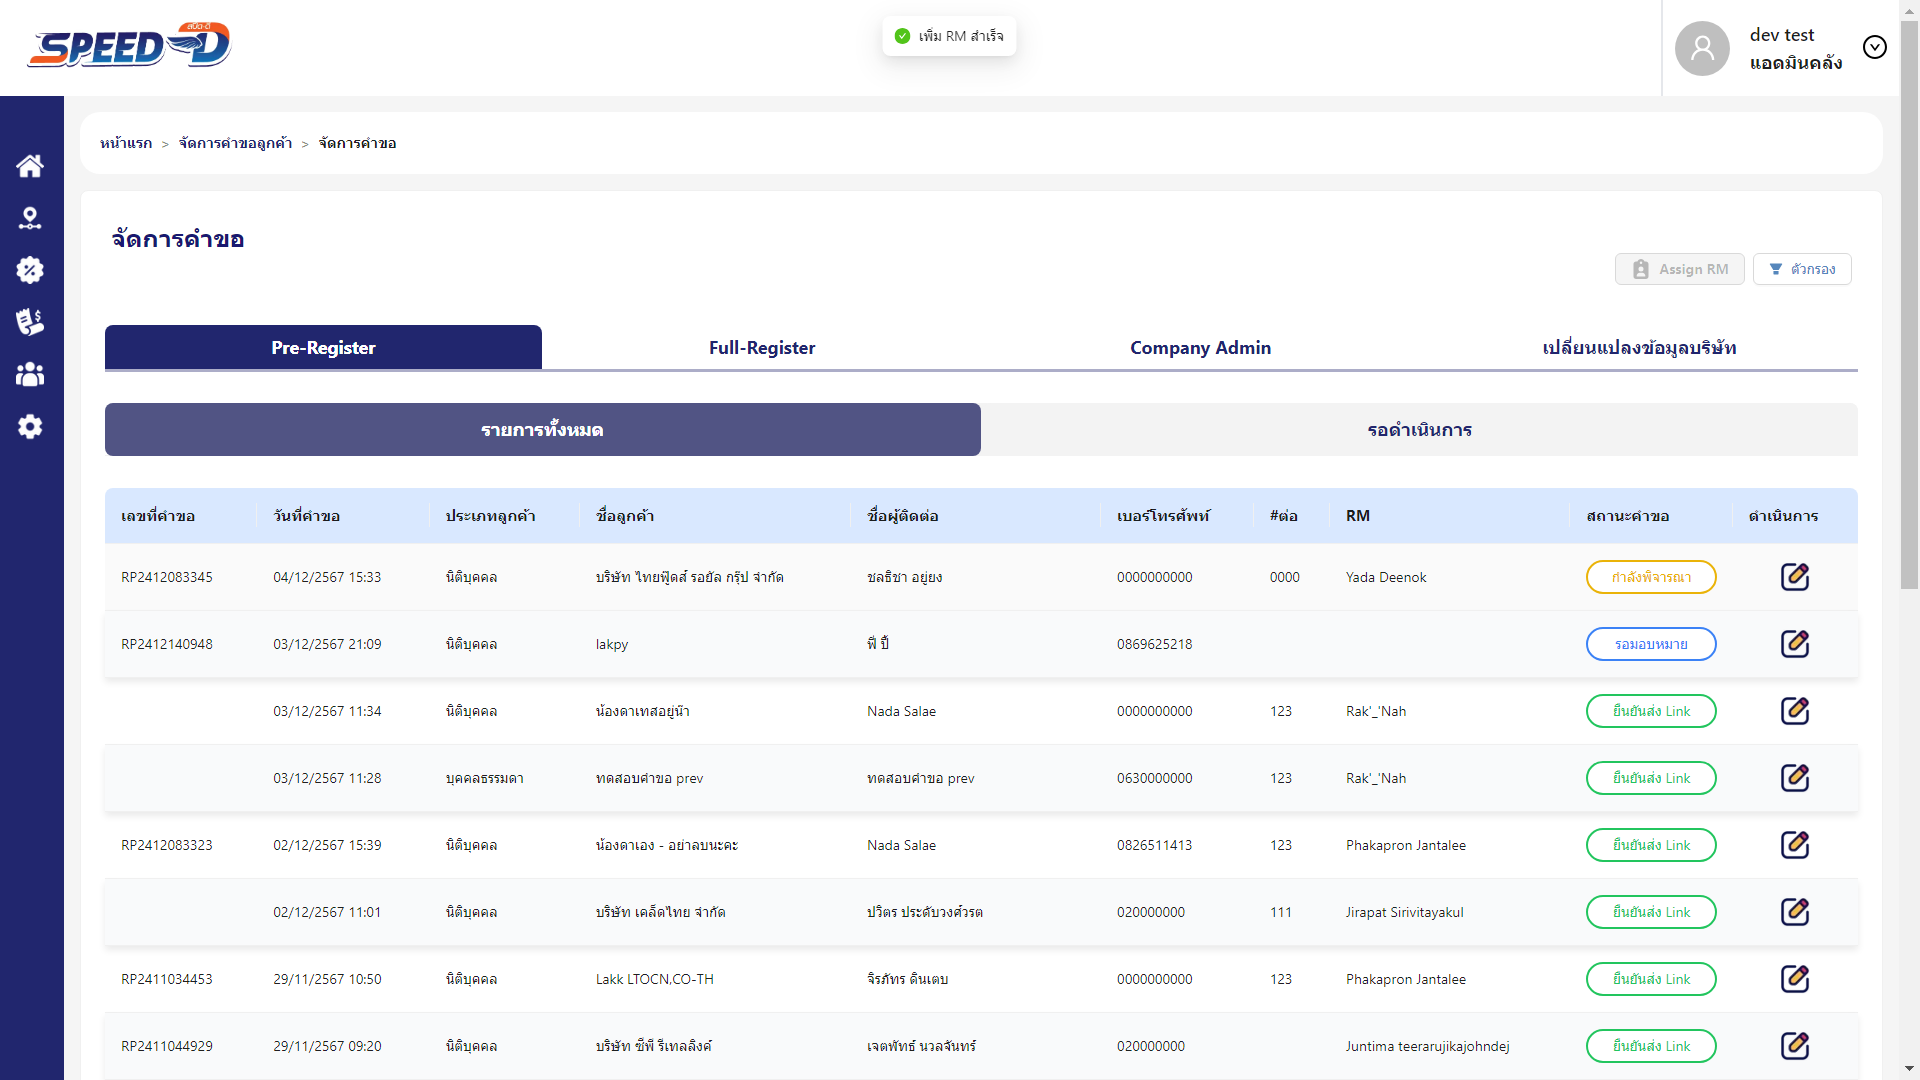 สปีด-ดี
SPEED D
เพิ่ม RM สำเร็จ
dev test
แอดมินคลัง
หน้าแรก > จัดการคำขอลูกค้า > จัดการคำขอ
จัดการคำขอ
Assign RM ตัวกรอง
Pre-Register Full-Register Company Admin เปลี่ยนแปลงข้อมูลบริษัท
รายการทั้งหมด รอดำเนินการ
เลขที่คำขอ วันที่คำขอ ประเภทลูกค้า ชื่อลูกค้า ชื่อผู้ติดต่อ เบอร์โทรศัพท์ #ต่อ RM สถานะคำขอ ดำเนินการ
RP2412083345 04/12/2567 15:33 นิติบุคคล บริษัท ไทยฟู้ดส์ รอยัล กรุ๊ป จำกัด ชลธิชา อยู่ยง 0000000000 0000 Yada Deenok กำลังพิจารณา
RP2412140948 03/12/2567 21:09 นิติบุคคล lakpy ฟี ปี้ 0869625218 รอมอบหมาย
03/12/2567 11:34 นิติบุคคล น้องดาเทสอยู่น๊า Nada Salae 0000000000 123 Rak'_'Nah ยืนยันส่ง Link
03/12/2567 11:28 บุคคลธรรมดา ทดสอบคำขอ prev ทดสอบคำขอ prev 0630000000 123 Rak'_'Nah ยืนยันส่ง Link
RP2412083323 02/12/2567 15:39 นิติบุคคล น้องดาเอง - อย่าลบนะคะ Nada Salae 0826511413 123 Phakapron Jantalee ยืนยันส่ง Link
02/12/2567 11:01 นิติบุคคล บริษัท เคล็ดไทย จำกัด ปวิตร ประดับวงศ์วรต 020000000 111 Jirapat Sirivitayakul ยืนยันส่ง Link
RP2411034453 29/11/2567 10:50 นิติบุคคล Lakk LTOCN,CO-TH จิรภัทร ดินเตบ 0000000000 123 Phakapron Jantalee ยืนยันส่ง Link
RP2411044929 29/11/2567 09:20 นิติบุคคล บริษัท ซีพี รีเทลลิงค์ เจตพัทธ์ นวลจันทร์ 020000000 Juntima teerarujikajohndej ยืนยันส่ง Link